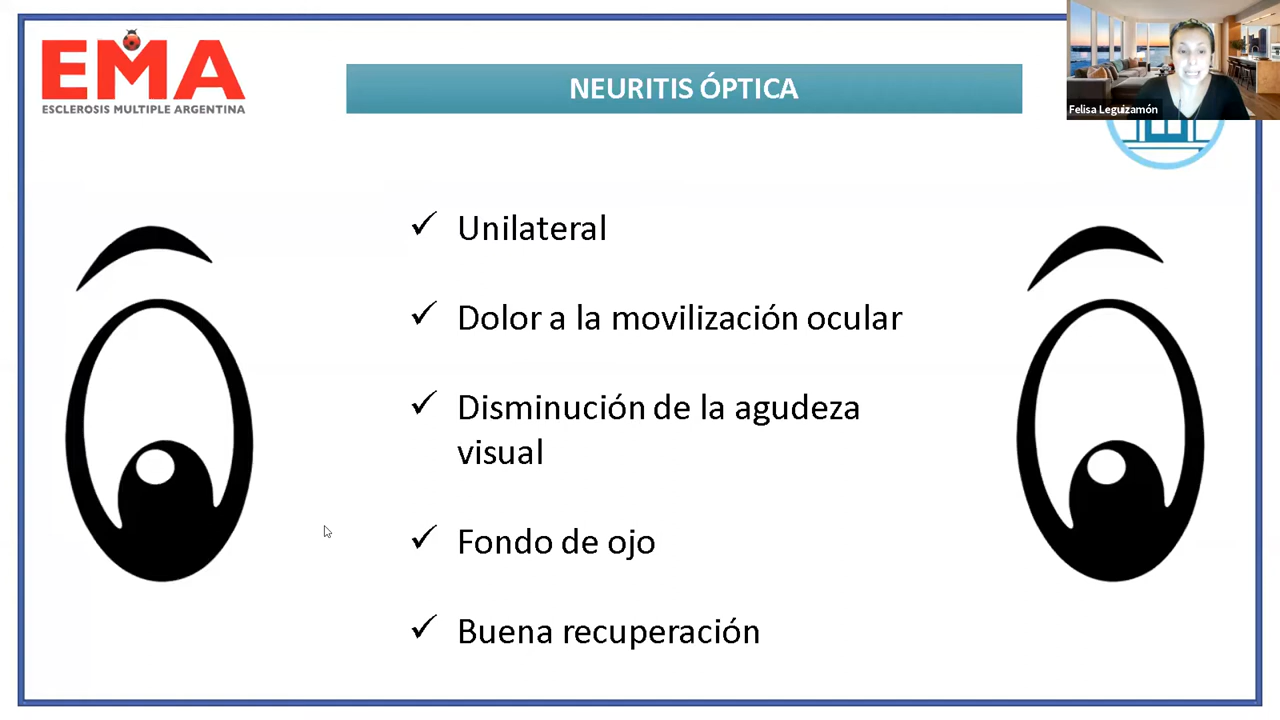 EMA
ESCLEROSIS MULTIPLE ARGENTINA
NEURITIS ÓPTICA
Felisa Leguizamón
✓ Unilateral
✓ Dolor a la movilización ocular
✓ Disminución de la agudeza
visual
✓ Fondo de ojo
✓ Buena recuperación